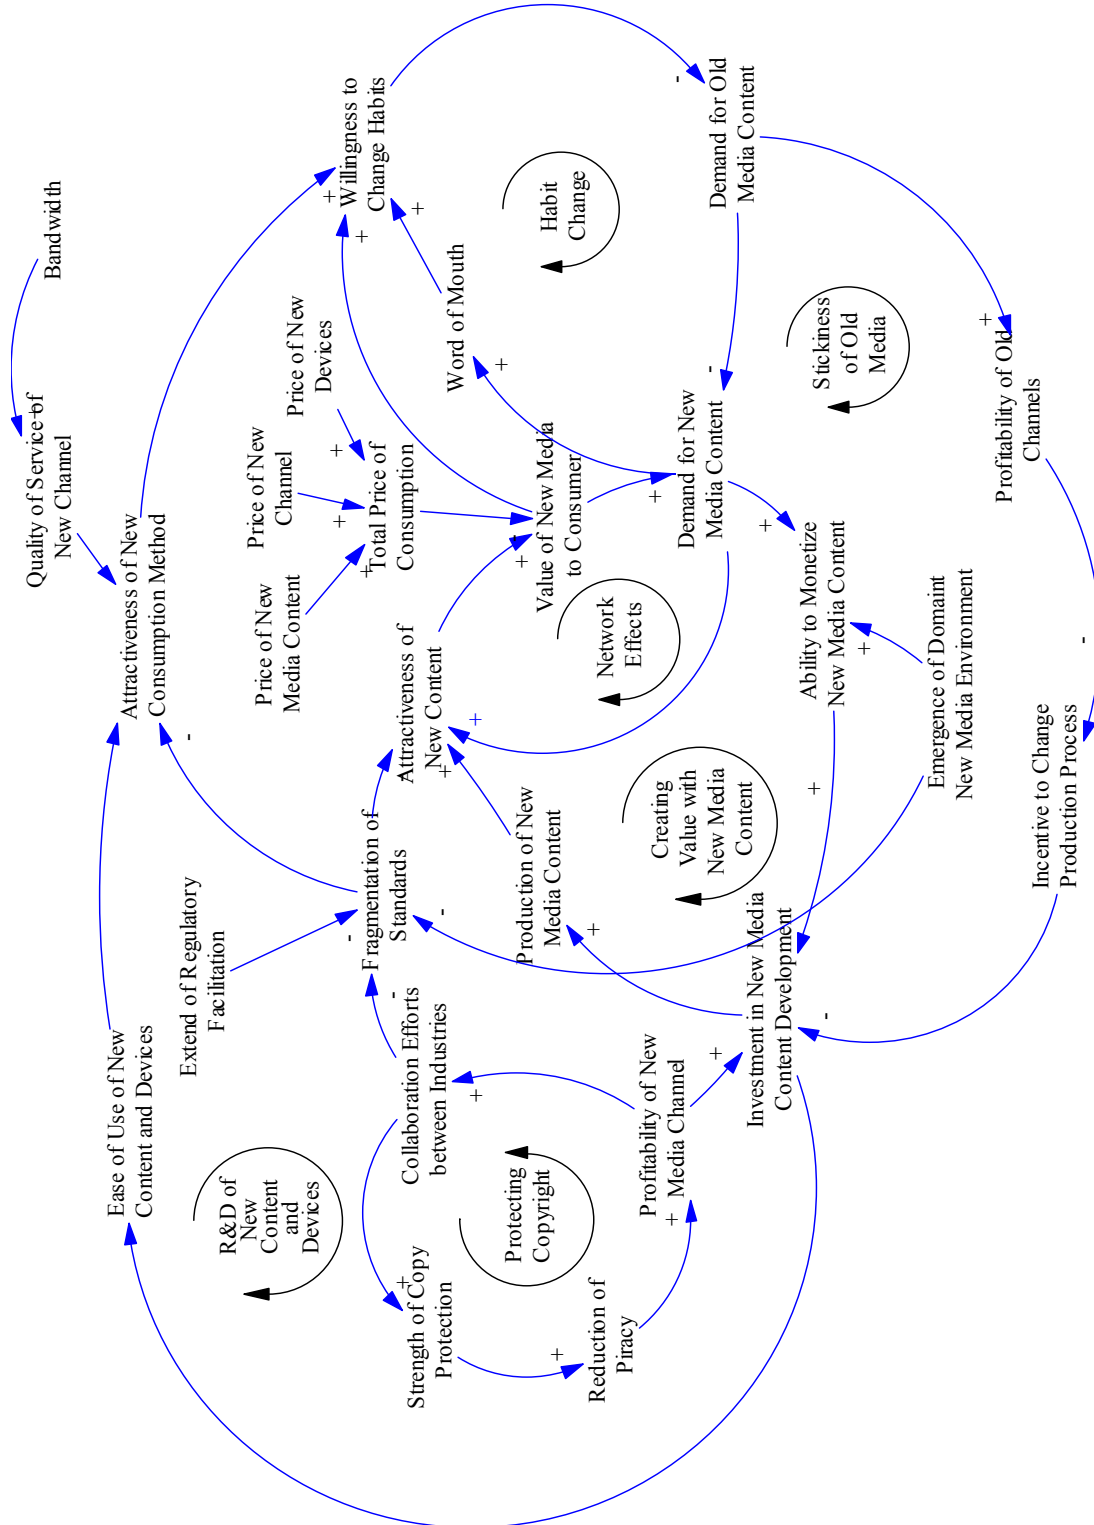 Bandwidth
Quality of Service of
New Channel
Attractiveness of New
Consumption Method
Ease of Use of New
Content and Devices
Extend of Regulatory
Facilitation
R&D of
New
Content
and
Devices
Price of New
Media Content
Price of New
Channel
Price of New
Devices
Total Price of
Consumption
Willingness to
Change Habits
Fragmentation of
Standards
Attractiveness of
New Content
Collaboration Efforts
between Industries
Strength of Copy
Protection
Word of Mouth
Habit
Change
Value of New Media
to Consumer
Production of New
Media Content
Protecting
Copyright
Reduction of
Piracy
Network
Effects
Profitability of New
Media Channel
Creating
Value with
New Media
Content
Demand for New
Media Content
Demand for Old
Media Content
Investment in New Media
Content Development
Ability to Monetize
New Media Content
Stickiness
of Old
Media
Emergence of Domaint
New Media Environment
Profitability of Old
Channels
Incentive to Change
Production Process